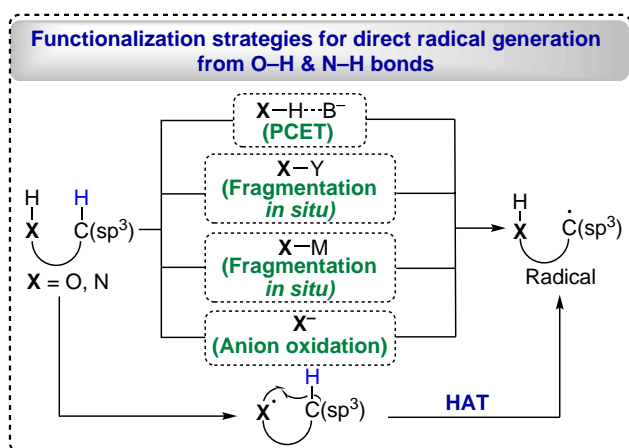 Functionalization strategies for direct radical generation
from O–H & N–H bonds
X–H---B⁻
(PCET)
X–Y
(Fragmentation
in situ)
H H
X C(sp³)
X = O, N
X–M
(Fragmentation
in situ)
X⁻
(Anion oxidation)
H
X C(sp³)
Radical
H
X· C(sp³)
HAT